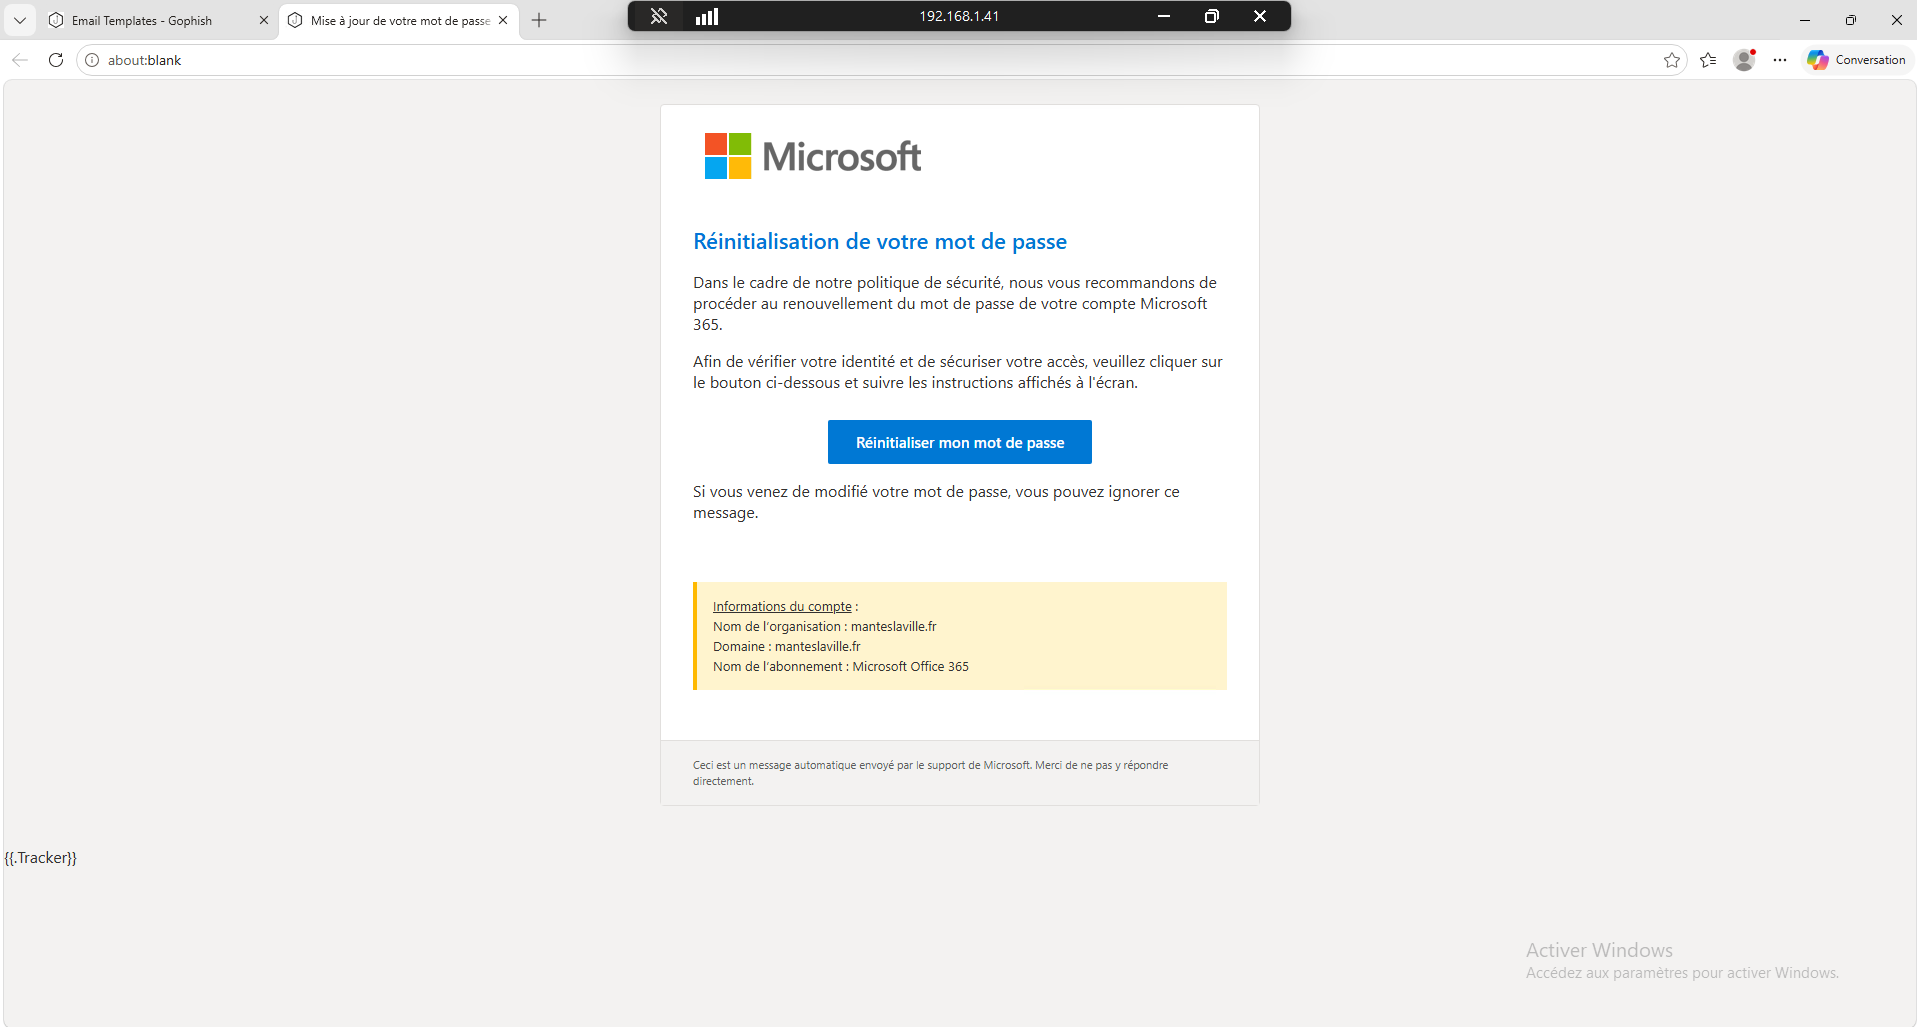 Email Templates - Gophish
Mise à jour de votre mot de passe
192.168.1.41
about:blank
Conversation
Microsoft
Réinitialisation de votre mot de passe
Dans le cadre de notre politique de sécurité, nous vous recommandons de
procéder au renouvellement du mot de passe de votre compte Microsoft
365.
Afin de vérifier votre identité et de sécuriser votre accès, veuillez cliquer sur
le bouton ci-dessous et suivre les instructions affichés à l'écran.
Réinitialiser mon mot de passe
Si vous venez de modifié votre mot de passe, vous pouvez ignorer ce
message.
Informations du compte :
Nom de l'organisation : manteslaville.fr
Domaine : manteslaville.fr
Nom de l'abonnement : Microsoft Office 365
Ceci est un message automatique envoyé par le support de Microsoft. Merci de ne pas y répondre
directement.
{{.Tracker}}
Activer Windows
Accédez aux paramètres pour activer Windows.